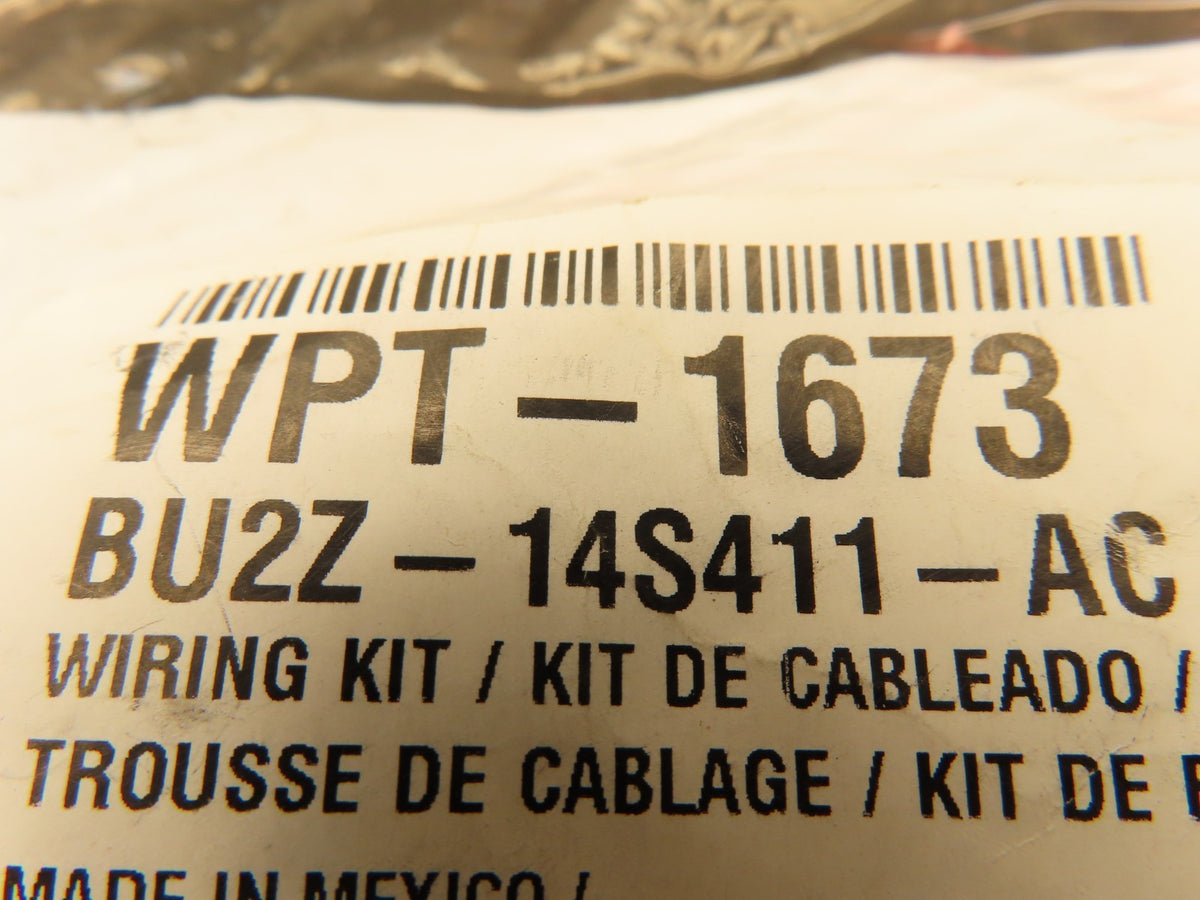 WPT-1673
BU2Z-14S411-AC
WIRING KIT / KIT DE CABLEADO /
TROUSSE DE CABLAGE / KIT DE
MADE IN MEXICO /